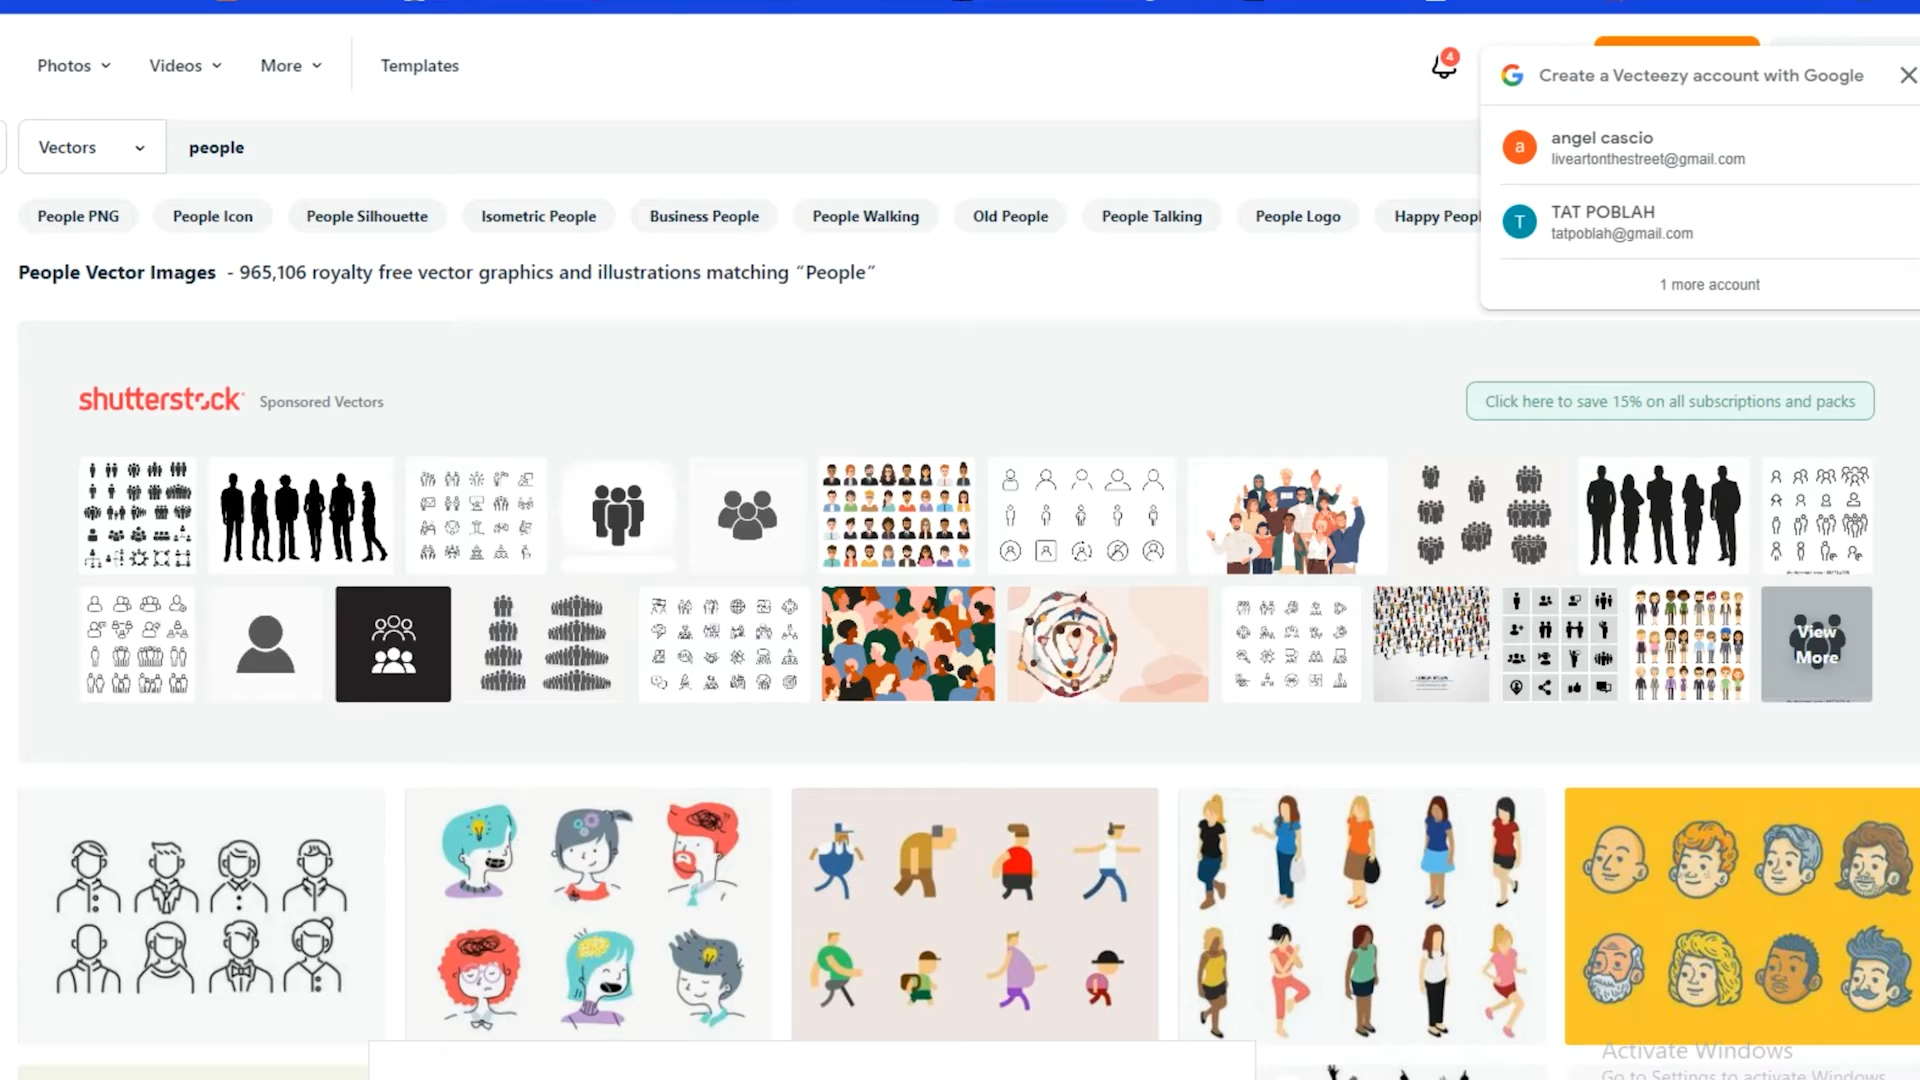 Photos
Videos
More
Templates
4
Create a Vecteezy account with Google
a
angel cascio
liveartonthestreet@gmail.com
T
TAT POBLAH
tatpoblah@gmail.com
1 more account
Vectors
people
People PNG
People Icon
People Silhouette
Isometric People
Business People
People Walking
Old People
People Talking
People Logo
Happy Peopl
People Vector Images - 965,106 royalty free vector graphics and illustrations matching “People”
shutterstock
Sponsored Vectors
Click here to save 15% on all subscriptions and packs
View
More
Activate Windows
Go to Settings to activate Windows.